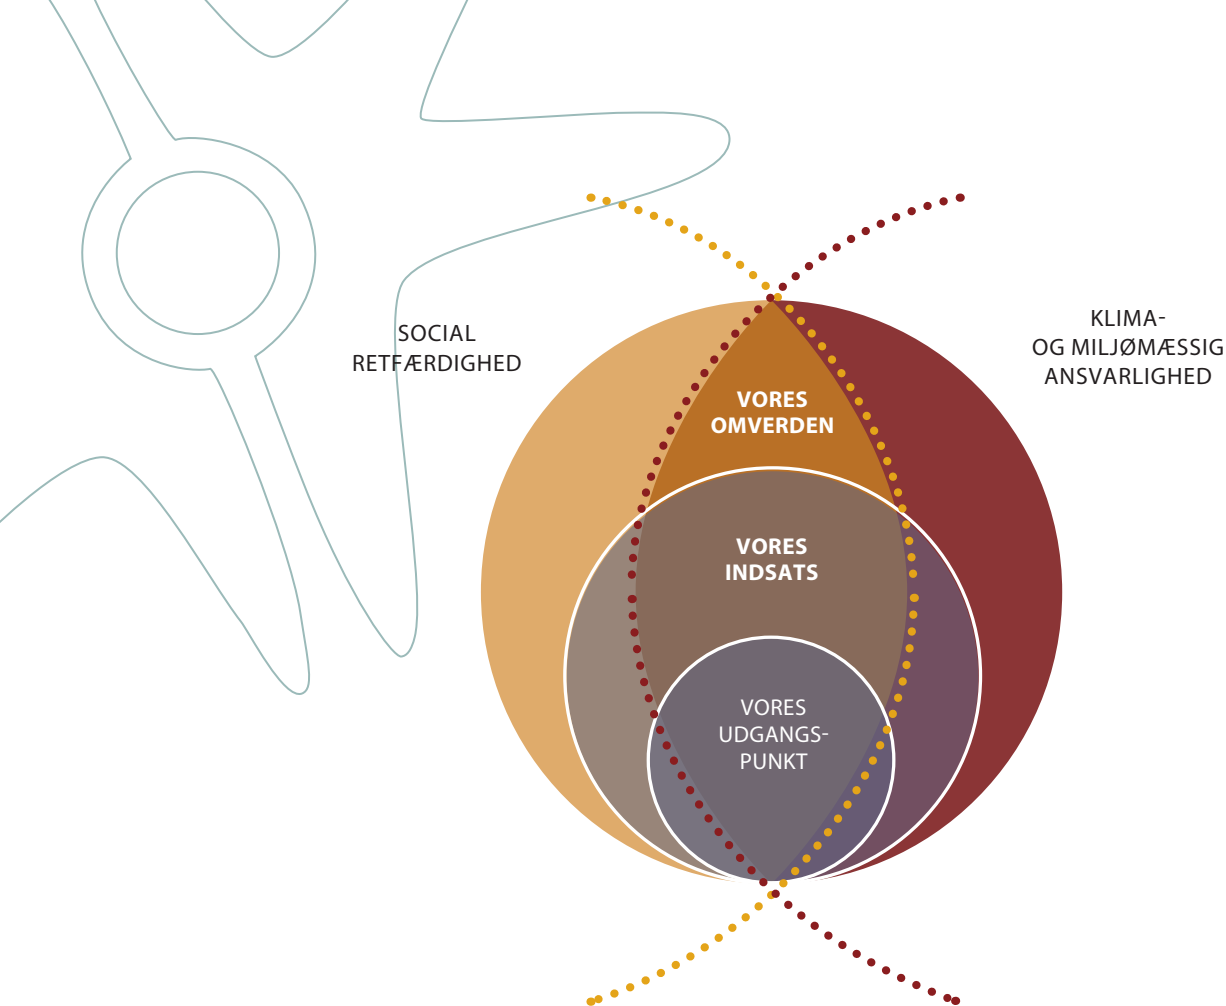 SOCIAL
RETFÆRDIGHED
KLIMA-
OG MILJØMÆSSIG
ANSVARLIGHED
VORES
OMVERDEN
VORES
INDSATS
VORES
UDGANGS-
PUNKT